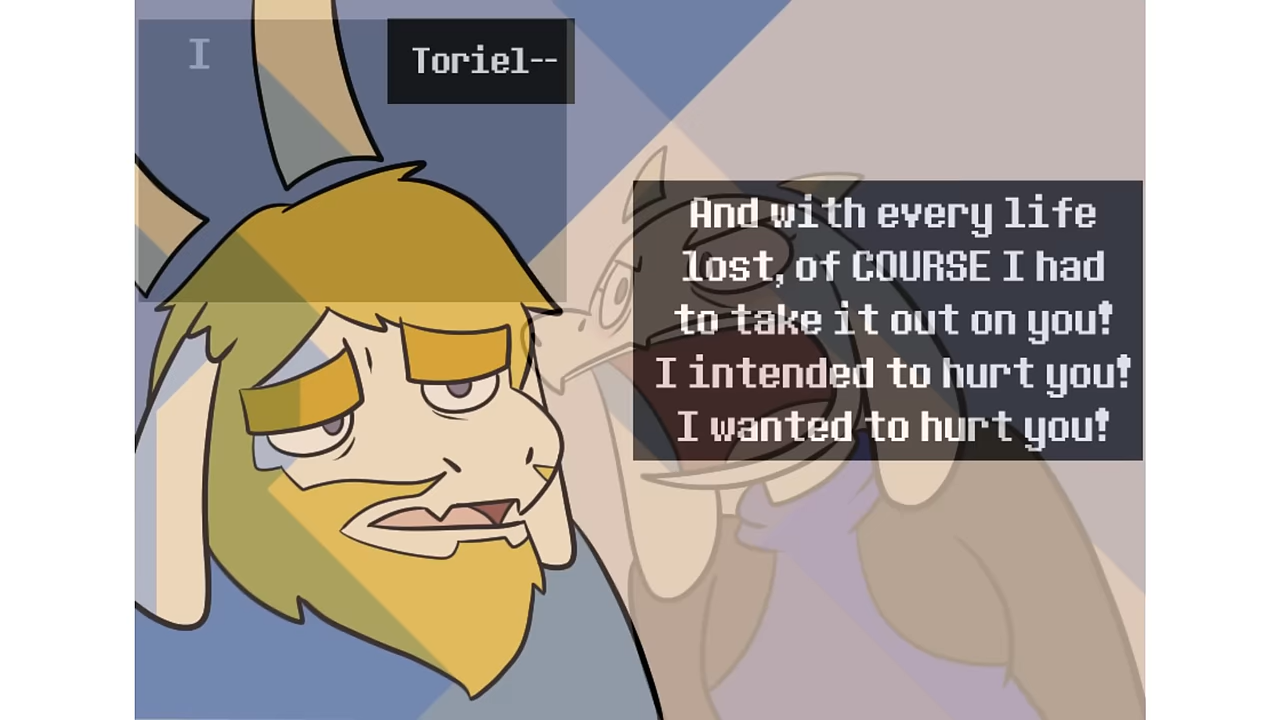 I
Toriel--
And with every life
lost, of COURSE I had
to take it out on you!
I intended to hurt you!
I wanted to hurt you!